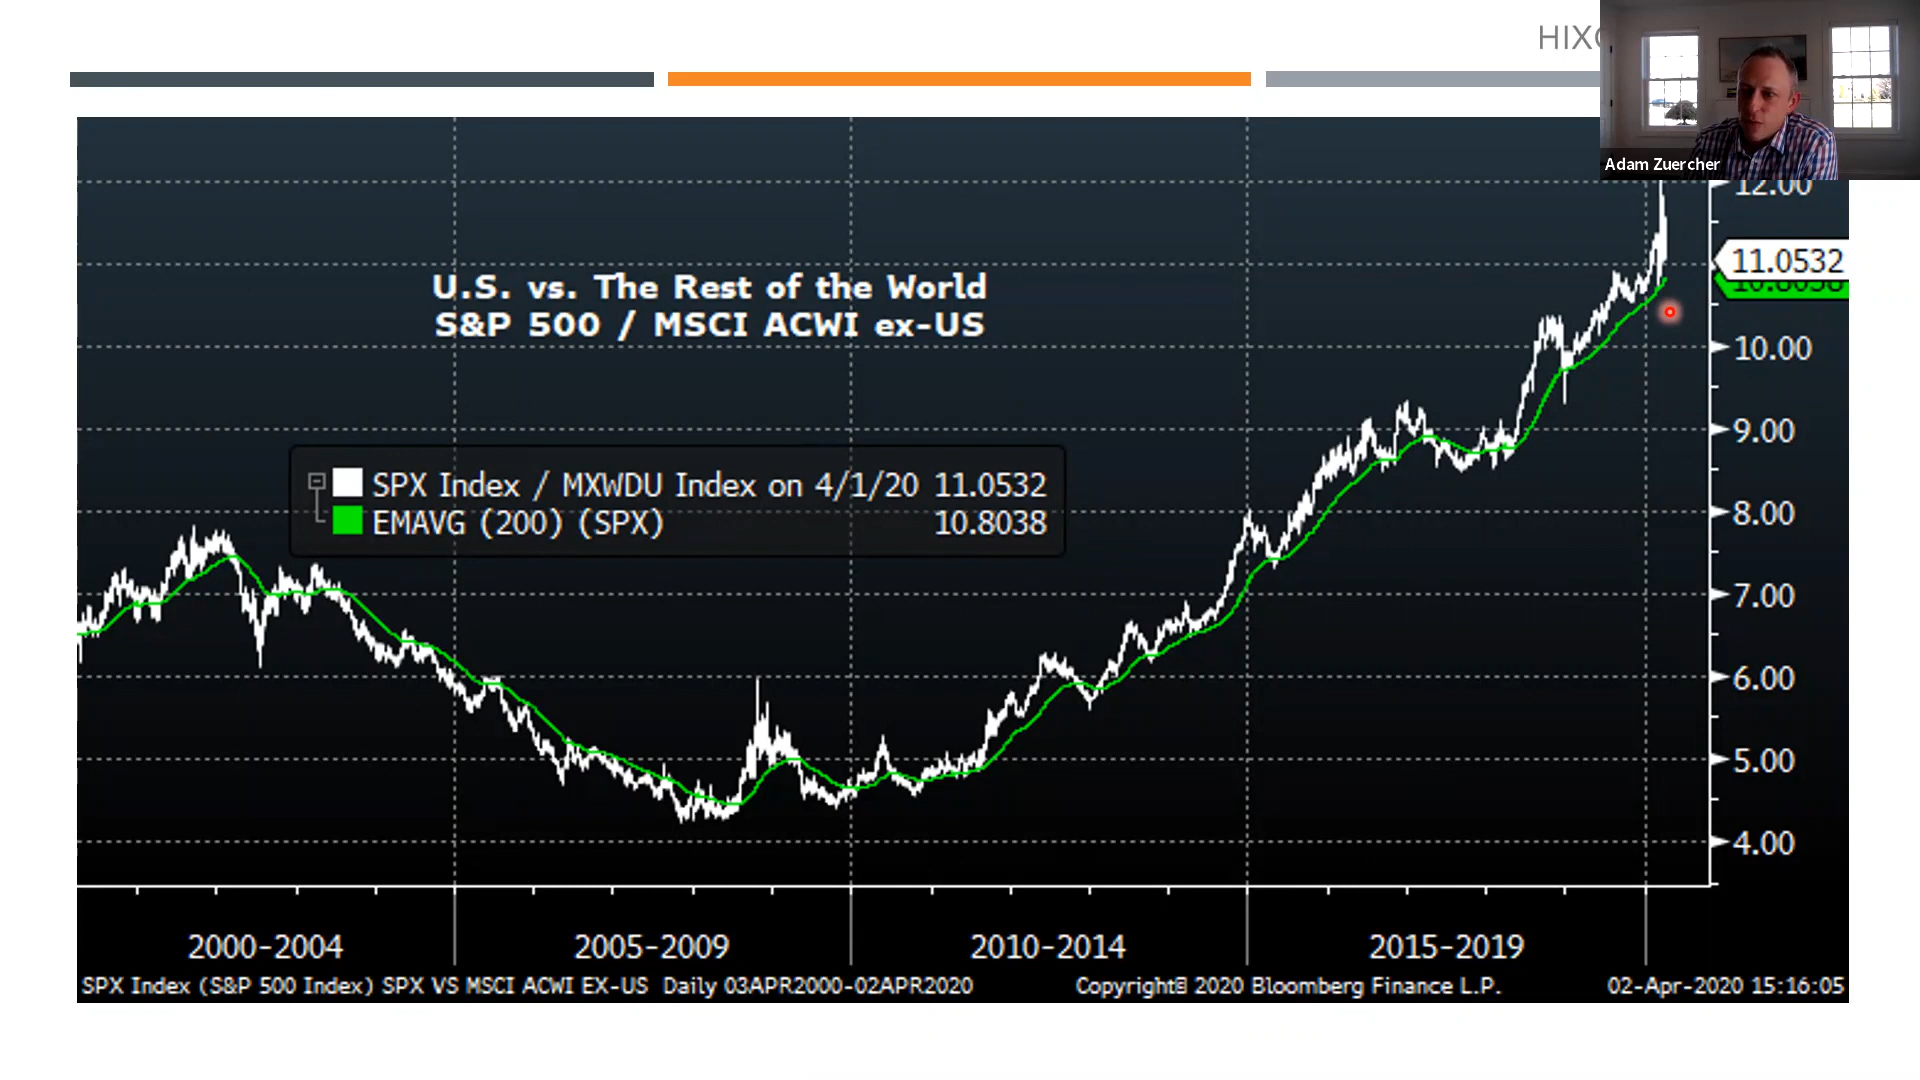 Adam Zuercher
12.00
11.0532
10.8038
U.S. vs. The Rest of the World
S&P 500 / MSCI ACWI ex-US
10.00
9.00
SPX Index / MXWDU Index on 4/1/20 11.0532
EMAVG (200) (SPX) 10.8038
8.00
7.00
6.00
5.00
4.00
2000-2004 2005-2009 2010-2014 2015-2019
SPX Index (S&P 500 Index) SPX VS MSCI ACWI EX-US Daily 03APR2000-02APR2020 Copyright© 2020 Bloomberg Finance L.P. 02-Apr-2020 15:16:05